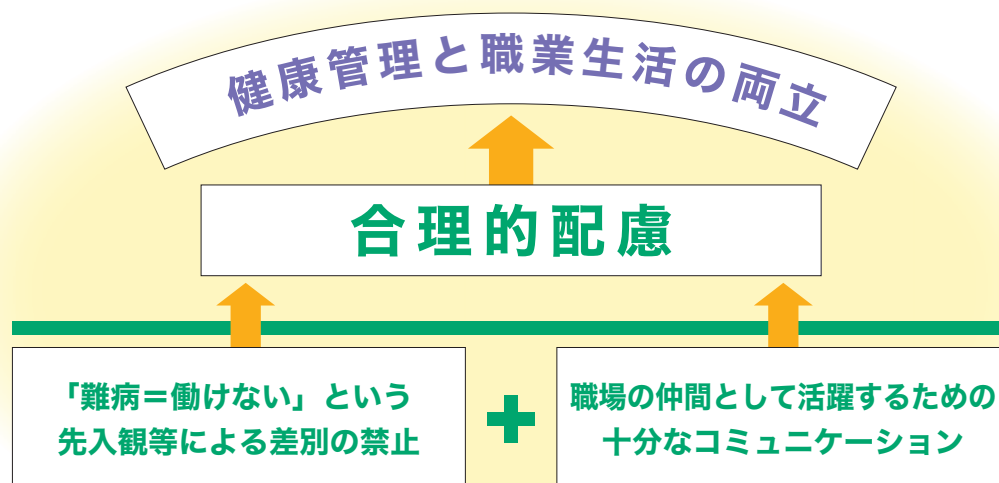 健康管理と職業生活の両立
合理的配慮
「難病＝働けない」という
先入観等による差別の禁止
＋
職場の仲間として活躍するための
十分なコミュニケーション